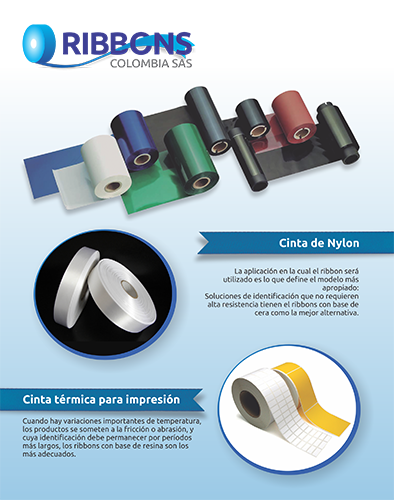 RIBBONS
COLOMBIA SAS
Cinta de Nylon
La aplicación en la cual el ribbon será
utilizado es lo que define el modelo más
apropiado:
Soluciones de identificación que no requieren
alta resistencia tienen el ribbons con base de
cera como la mejor alternativa.
Cinta térmica para impresión
Cuando hay variaciones importantes de temperatura,
los productos se someten a la fricción o abrasión, y
cuya identificación debe permanecer por períodos
más largos, los ribbons con base de resina son los
más adecuados.